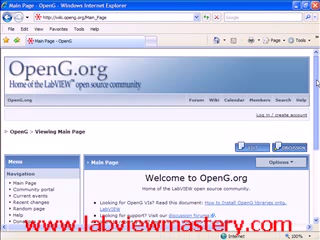 Main Page - OpenG - Windows Internet Explorer
http://wiki.openg.org/Main_Page
File Edit View Favorites Tools Help
Main Page - OpenG
Page Tools
OpenG.org
Home of the LabVIEW™ open source community
OpenG.org Forum Wiki Calendar Members Search Help
Log in / create account
> OpenG > Viewing Main Page
DISCUSSION
Menu
Navigation
Main Page
Community portal
Current events
Recent changes
Random page
Help
Main Page
Options
Welcome to OpenG.org
Home of the LabVIEW open source community.
Looking for OpenG VIs? Read this document: How to Install OpenG libraries onto LabVIEW
Looking for support? Visit our discussion forums
www.labviewmastery.com
Internet 100%